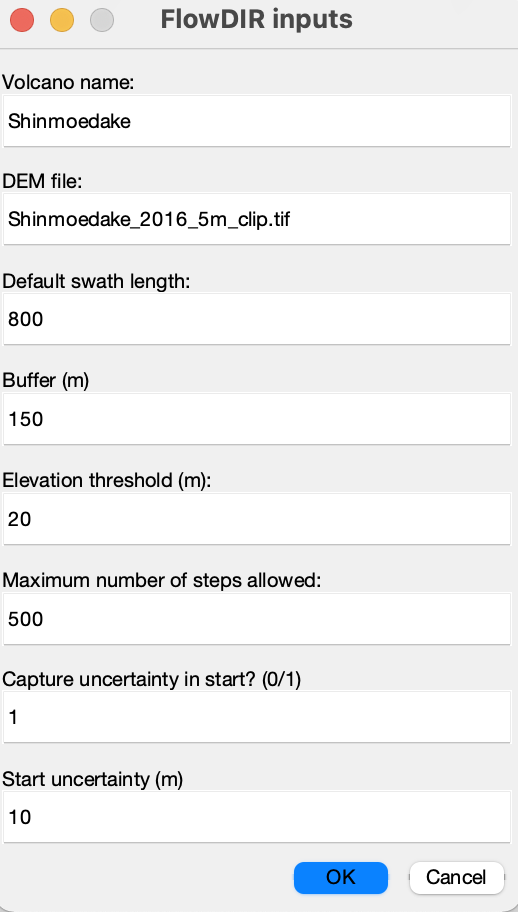 FlowDIR inputs
Volcano name:
Shinmoedake
DEM file:
Shinmoedake_2016_5m_clip.tif
Default swath length:
800
Buffer (m)
150
Elevation threshold (m):
20
Maximum number of steps allowed:
500
Capture uncertainty in start? (0/1)
1
Start uncertainty (m)
10
OK Cancel